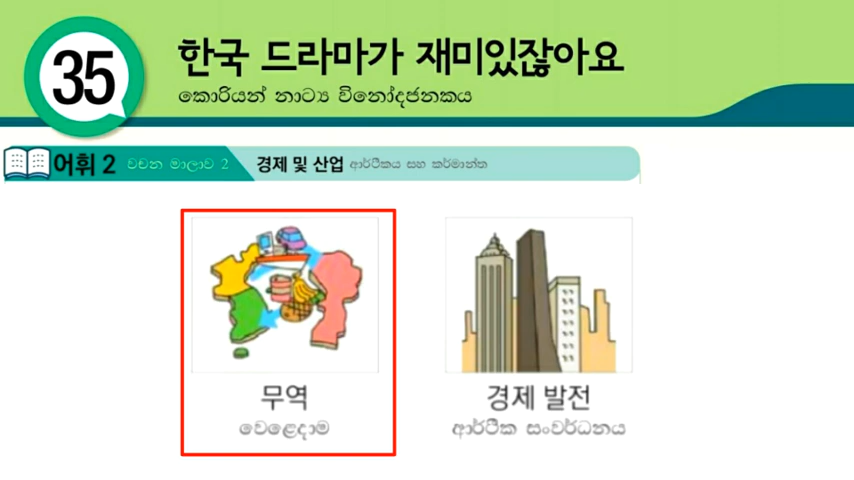 35
한국 드라마가 재미있잖아요
කොරියන් නාට්‍ය විනෝදජනකය
어휘 2 වචන මාලාව 2 경제 및 산업 ආර්ථිකය සහ කර්මාන්ත
무역 경제 발전
වෙළෙදාම ආර්ථික සංවර්ධනය